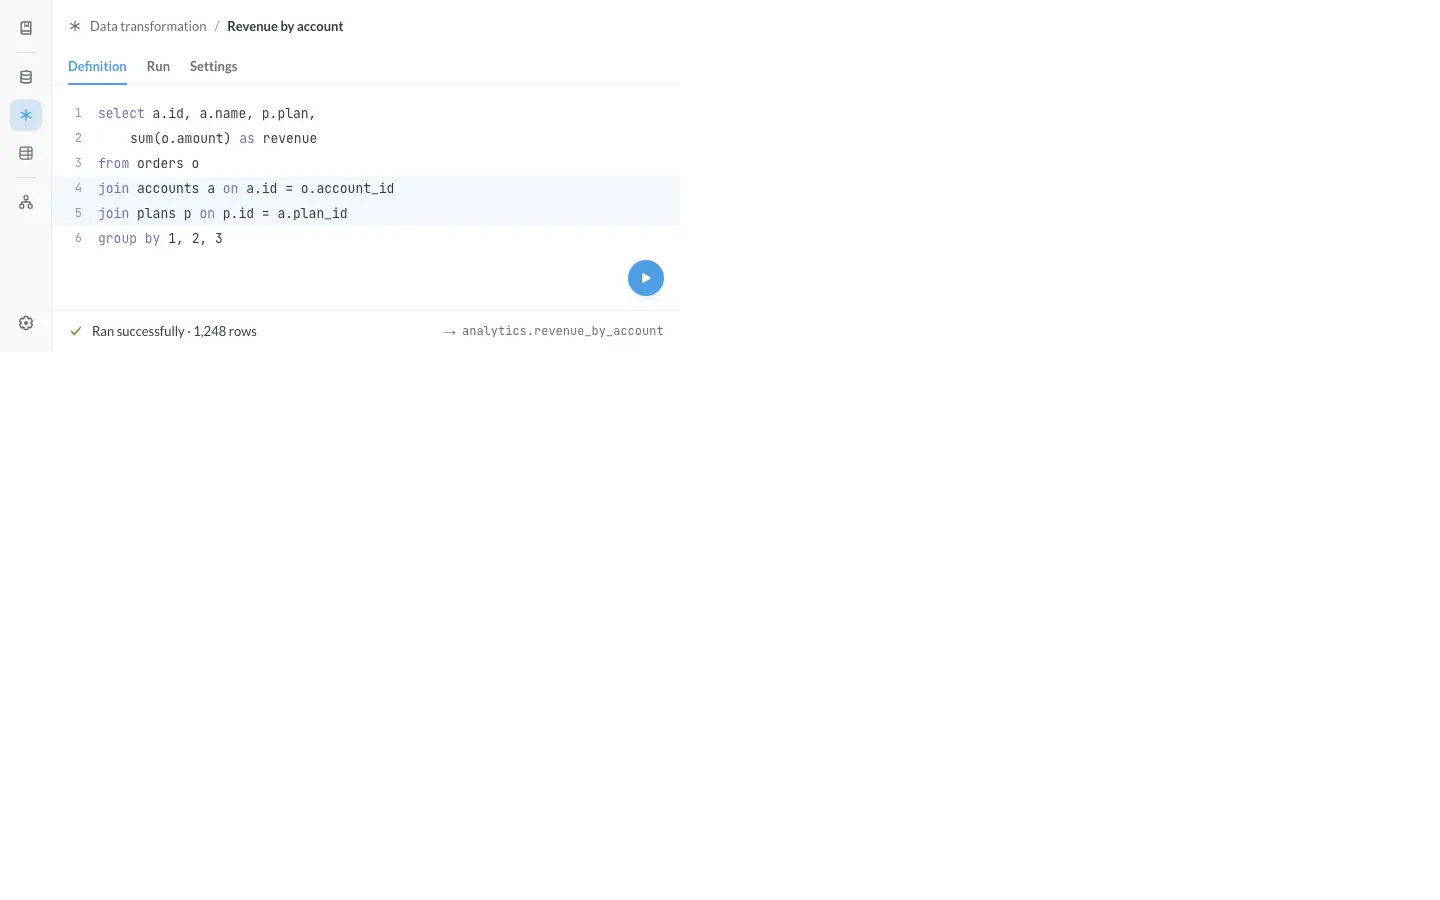 Data transformation / Revenue by account
Definition Run Settings
1 select a.id, a.name, p.plan,
2 sum(o.amount) as revenue
3 from orders o
4 join accounts a on a.id = o.account_id
5 join plans p on p.id = a.plan_id
6 group by 1, 2, 3
Ran successfully · 1,248 rows → analytics.revenue_by_account